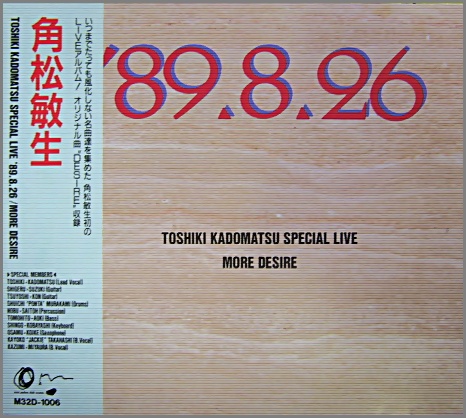 角松敏生
TOSHIKI KADOMATSU SPECIAL LIVE '89.8.26 / MORE DESIRE
いつまでたっても風化しない名曲達を集めた 角松敏生初の
LIVEアルバム! オリジナル曲“DESIRE”収録
'89.8.26
TOSHIKI KADOMATSU SPECIAL LIVE
MORE DESIRE
▶SPECIAL MEMBERS◀
TOSHIKI・KADOMATSU (Lead Vocal)
SHIGERU・SUZUKI (Guitar)
TSUYOSHI・KON (Guitar)
SHUICHI "PONTA" MURAKAMI (Drums)
NOBU・SAITOH (Percussion)
TOMOHITO・AOKI (Bass)
SHINGO・KOBAYASHI (Keyboard)
OSAMU・KOIKE (Saxophone)
KAYOKO "JACKIE" TAKAHASHI (B. Vocal)
KAZUMI・MIYAURA (B. Vocal)
M32D-1006